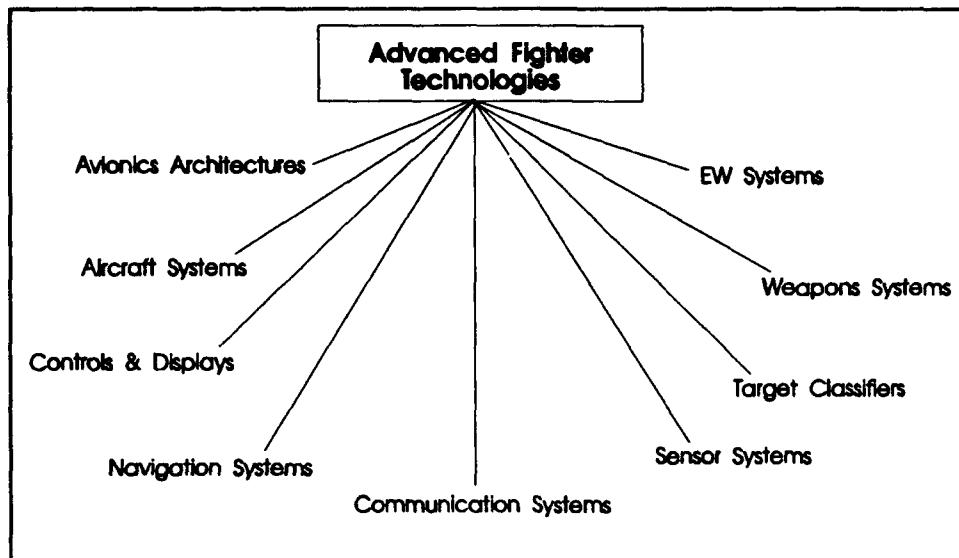 Advanced Fighter
Technologies
Avionics Architectures
EW Systems
Aircraft Systems
Weapons Systems
Controls & Displays
Target Classifiers
Navigation Systems
Sensor Systems
Communication Systems